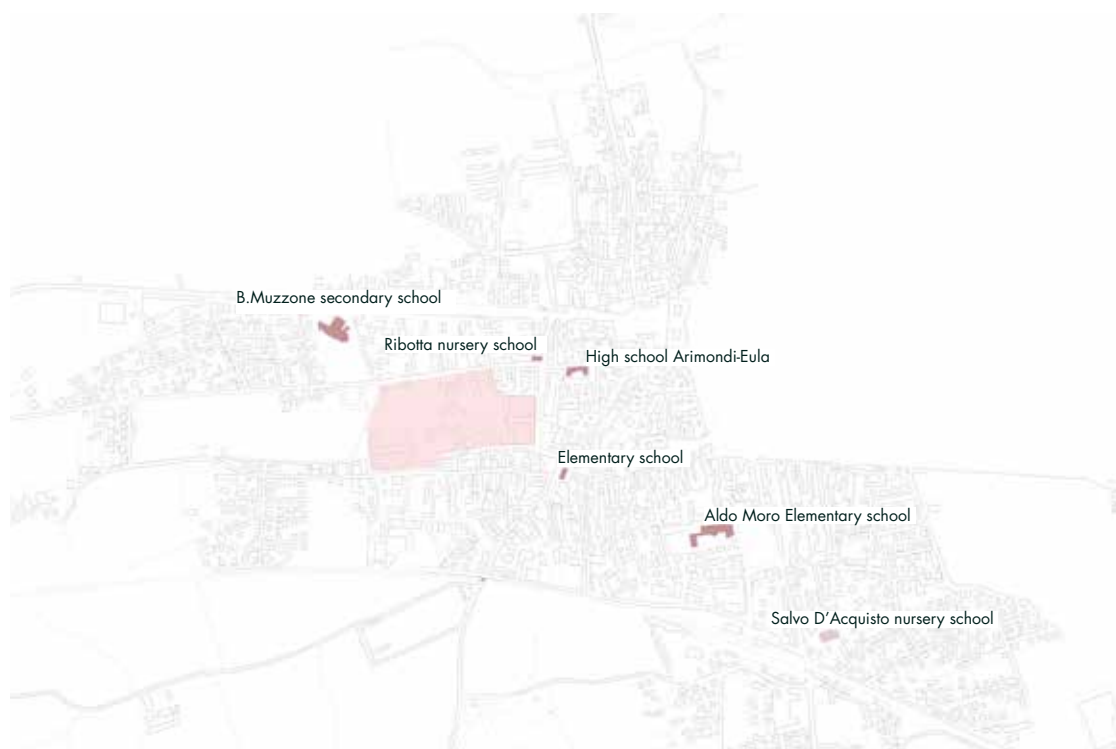 B.Muzzone secondary school
Ribotta nursery school
High school Arimondi-Eula
Elementary school
Aldo Moro Elementary school
Salvo D’Acquisto nursery school